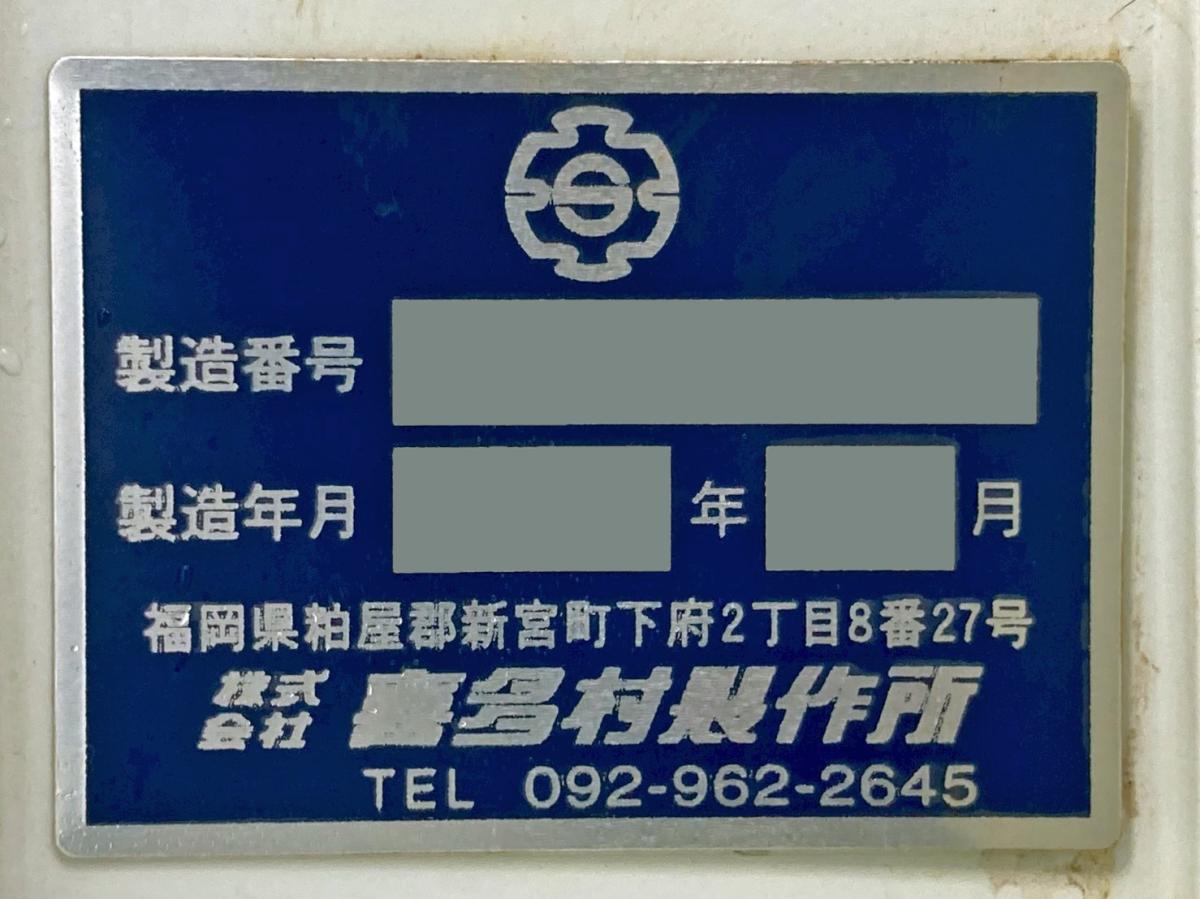 S
製造番号
製造年月 年 月
福岡県粕屋郡新宮町下府2丁目8番27号
株式会社 喜多村製作所
TEL 092-962-2645